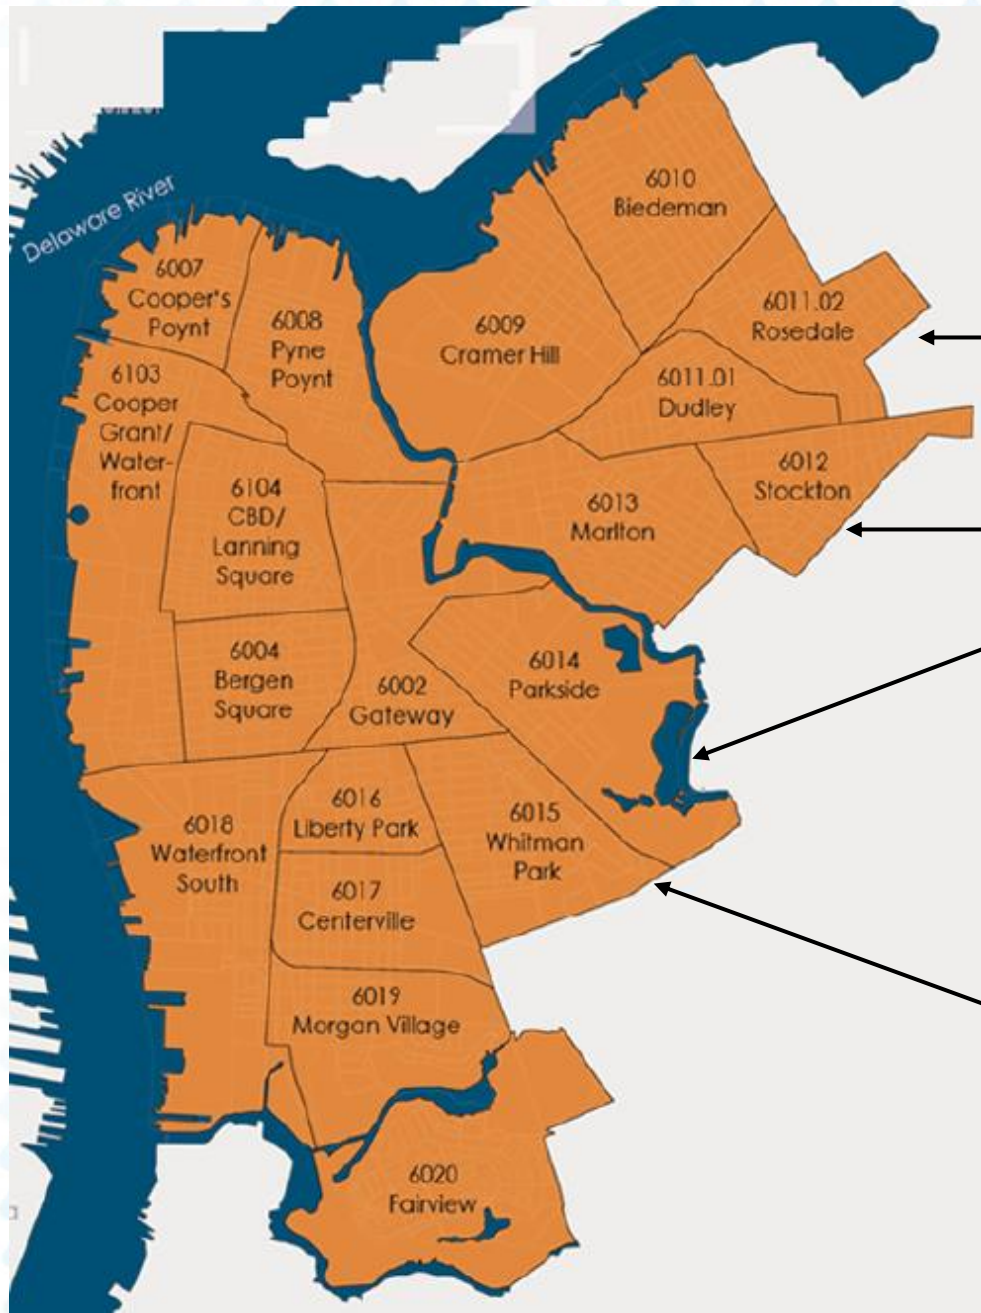 Delaware River
6010
Biedeman
6007
Cooper's
Poynt
6008
Pyne
Poynt
6009
Cramer Hill
6011.02
Rosedale
6011.01
Dudley
6103
Cooper
Grant/
Water-
front
6104
CBD/
Lanning
Square
6013
Marlton
6012
Stockton
6004
Bergen
Square
6002
Gateway
6014
Parkside
6018
Waterfront
South
6016
Liberty Park
6015
Whitman
Park
6017
Centerville
6019
Morgan Village
6020
Fairview